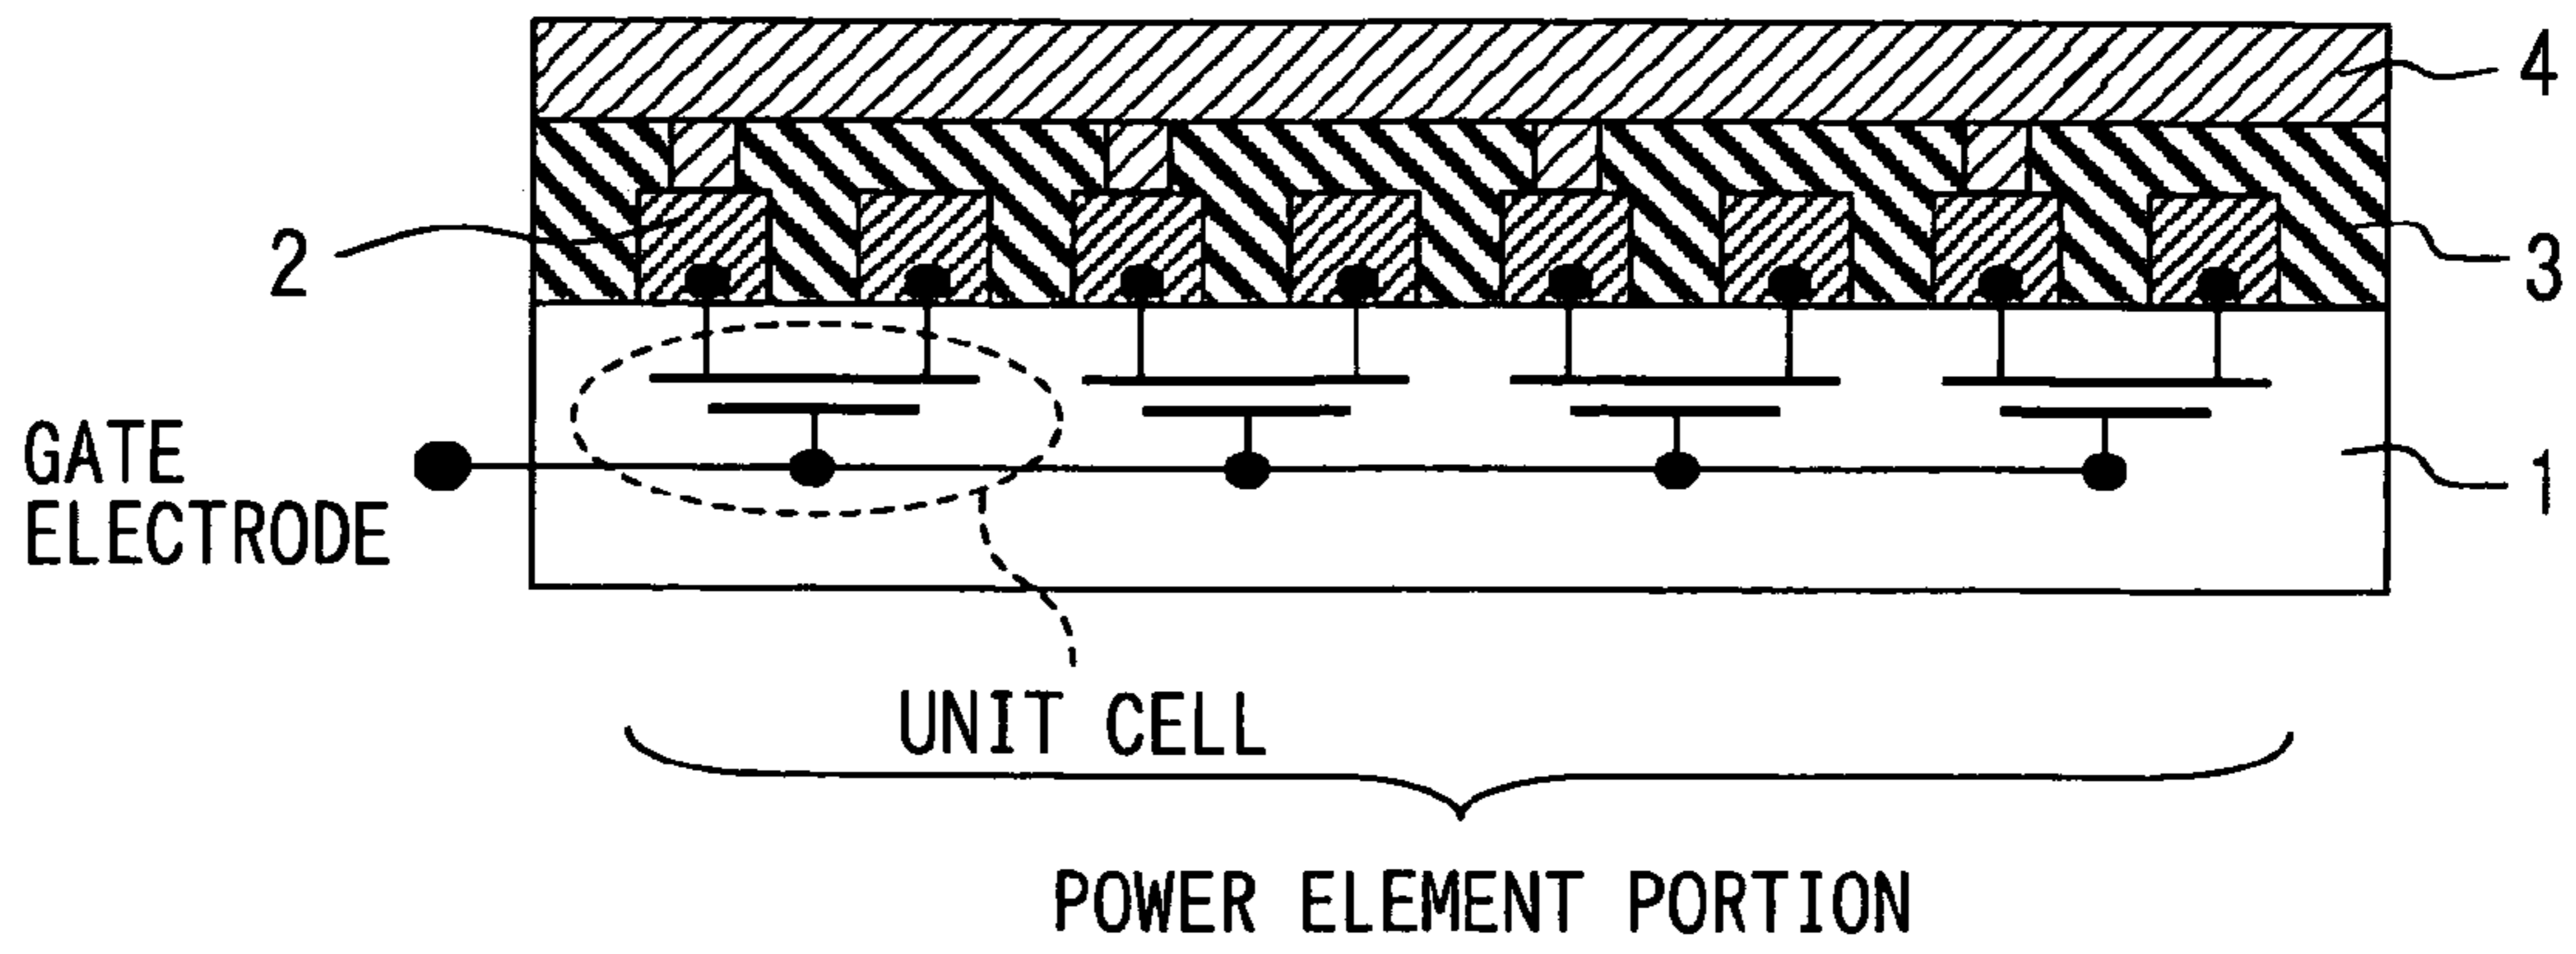 4
2
3
GATE
ELECTRODE
1
UNIT CELL
POWER ELEMENT PORTION